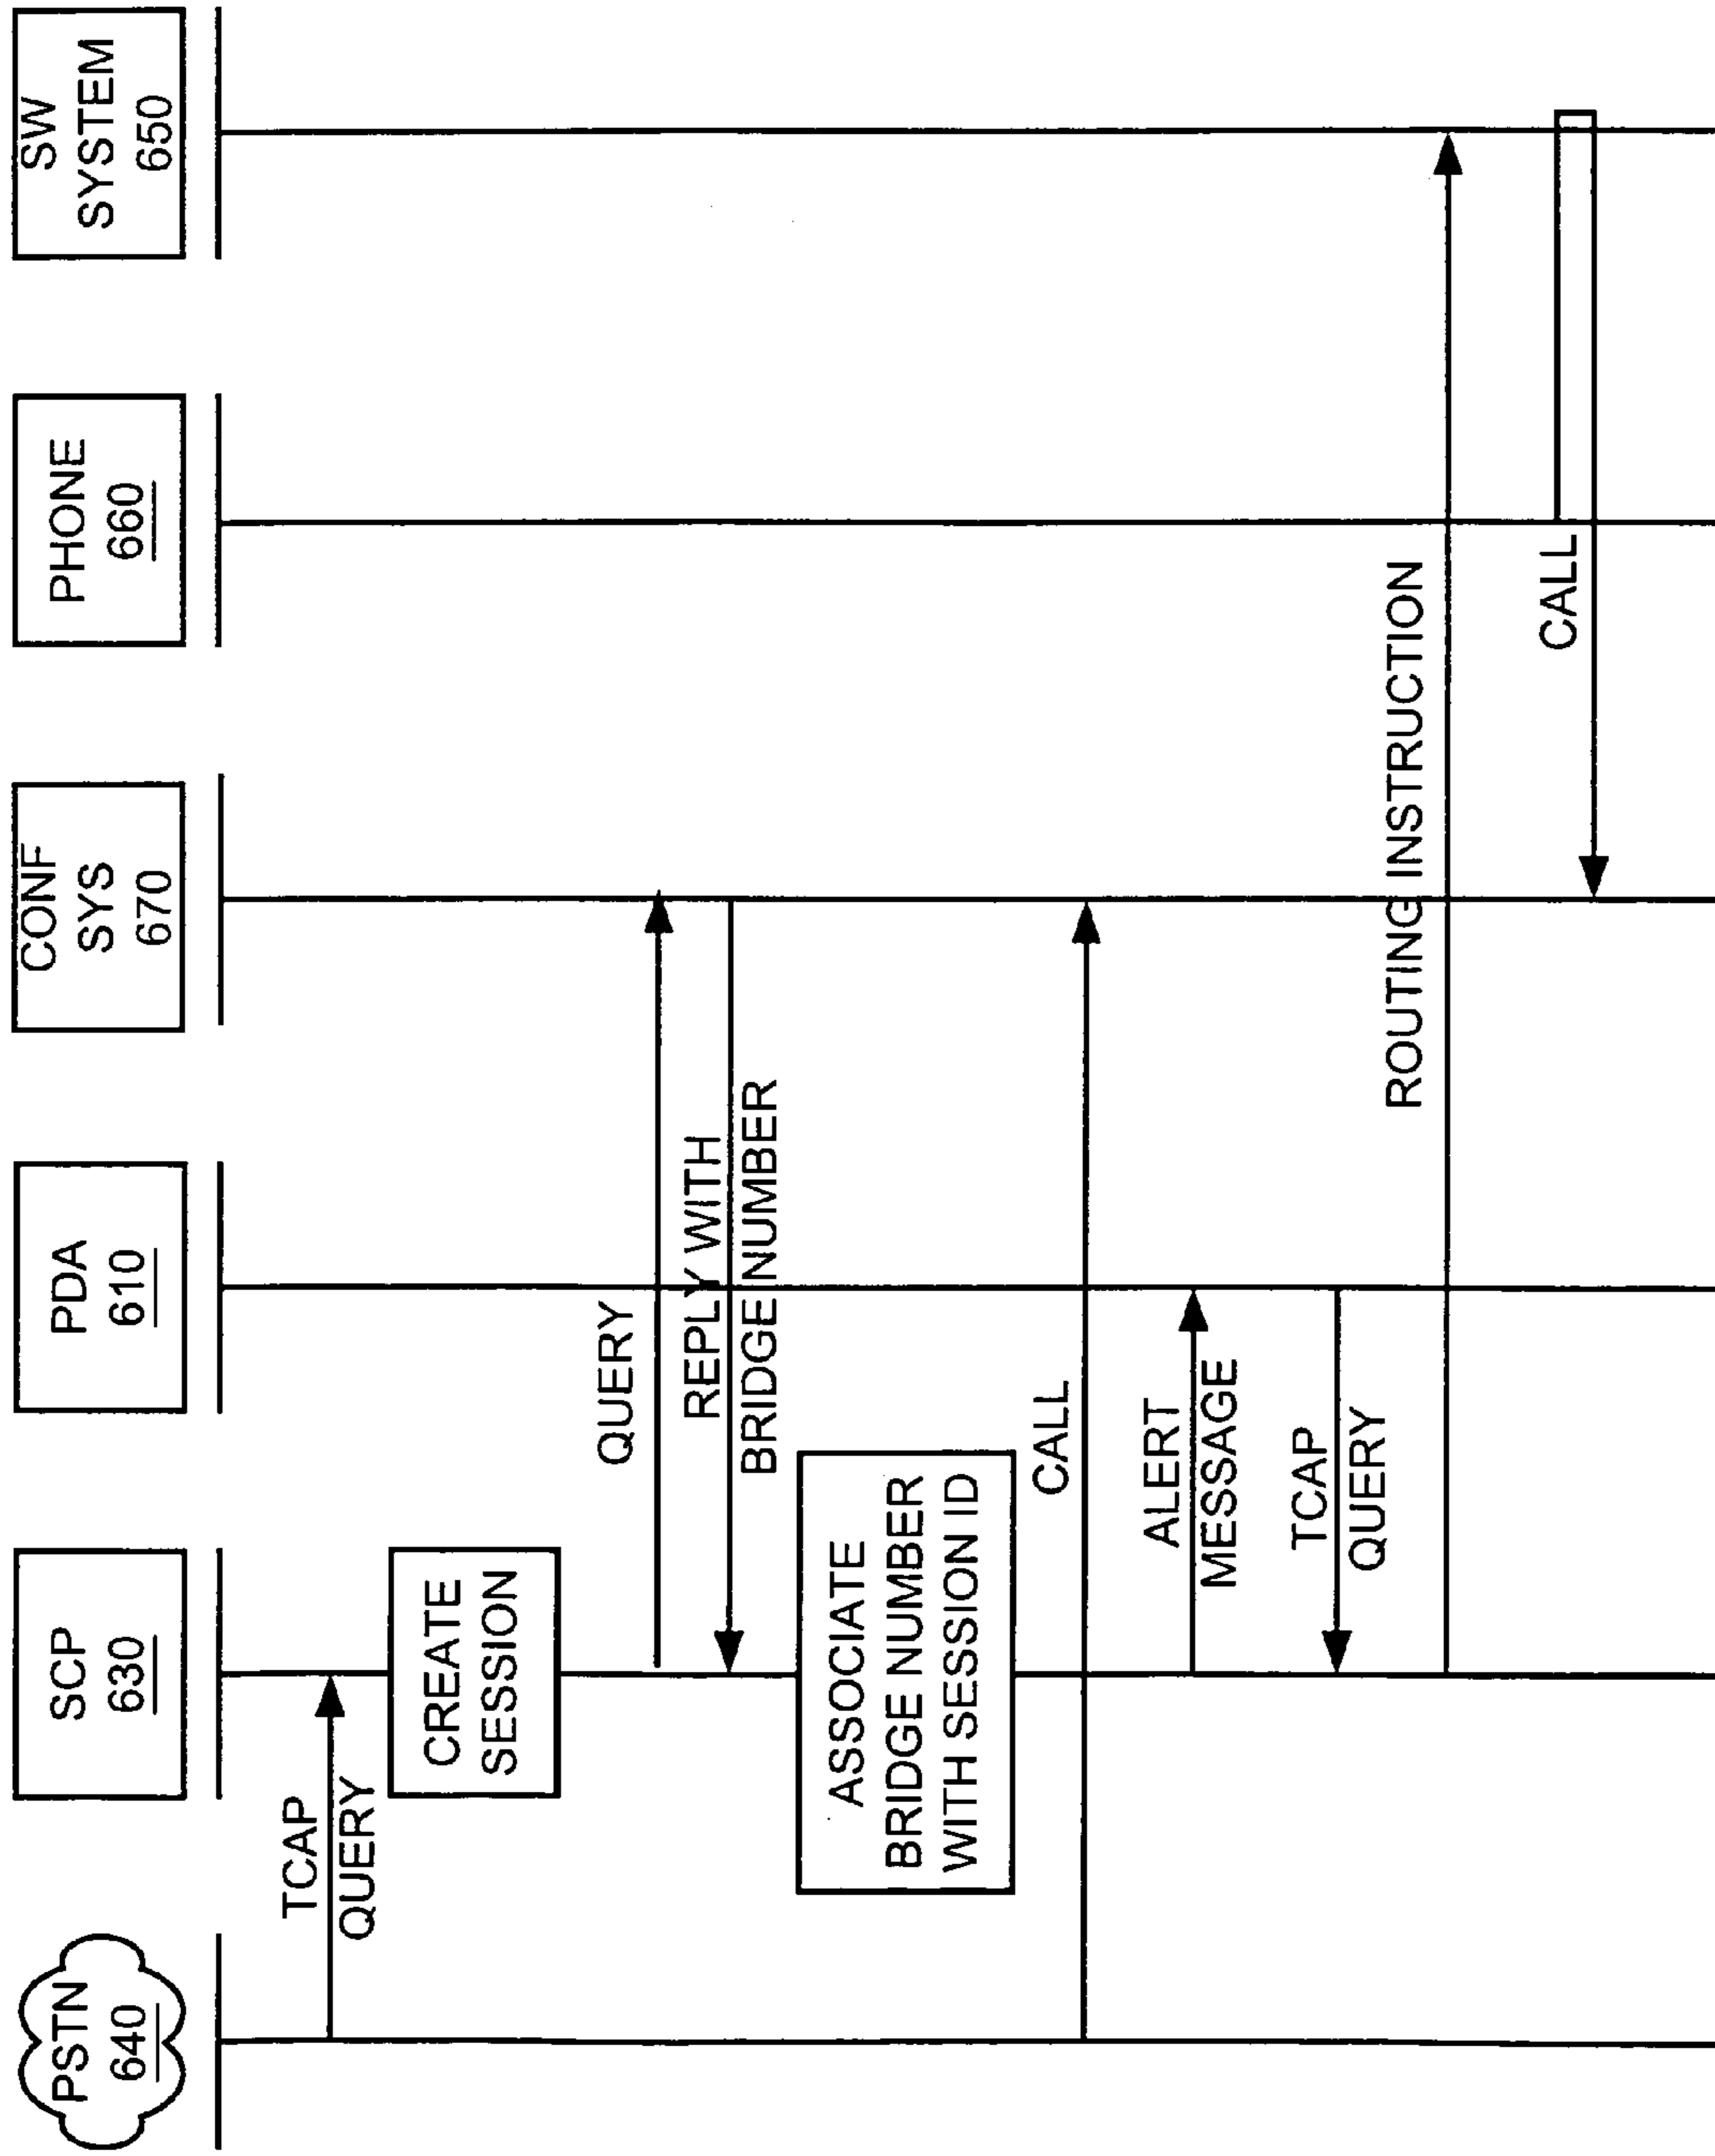 PSTN
640
SCP
630
PDA
610
CONF
SYS
670
PHONE
660
SW
SYSTEM
650
TCAP
QUERY
CREATE
SESSION
QUERY
REPLY WITH
BRIDGE NUMBER
ASSOCIATE
BRIDGE NUMBER
WITH SESSION ID
CALL
ALERT
MESSAGE
TCAP
QUERY
ROUTING INSTRUCTION
CALL